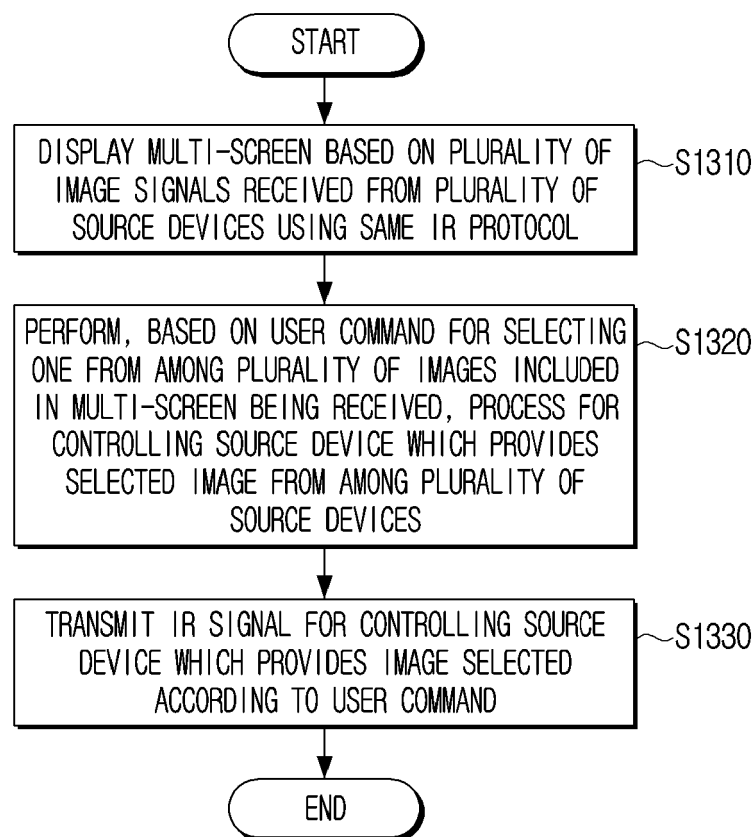 START
DISPLAY MULTI-SCREEN BASED ON PLURALITY OF
IMAGE SIGNALS RECEIVED FROM PLURALITY OF
SOURCE DEVICES USING SAME IR PROTOCOL
S1310
PERFORM, BASED ON USER COMMAND FOR SELECTING
ONE FROM AMONG PLURALITY OF IMAGES INCLUDED
IN MULTI-SCREEN BEING RECEIVED, PROCESS FOR
CONTROLLING SOURCE DEVICE WHICH PROVIDES
SELECTED IMAGE FROM AMONG PLURALITY OF
SOURCE DEVICES
S1320
TRANSMIT IR SIGNAL FOR CONTROLLING SOURCE
DEVICE WHICH PROVIDES IMAGE SELECTED
ACCORDING TO USER COMMAND
S1330
END